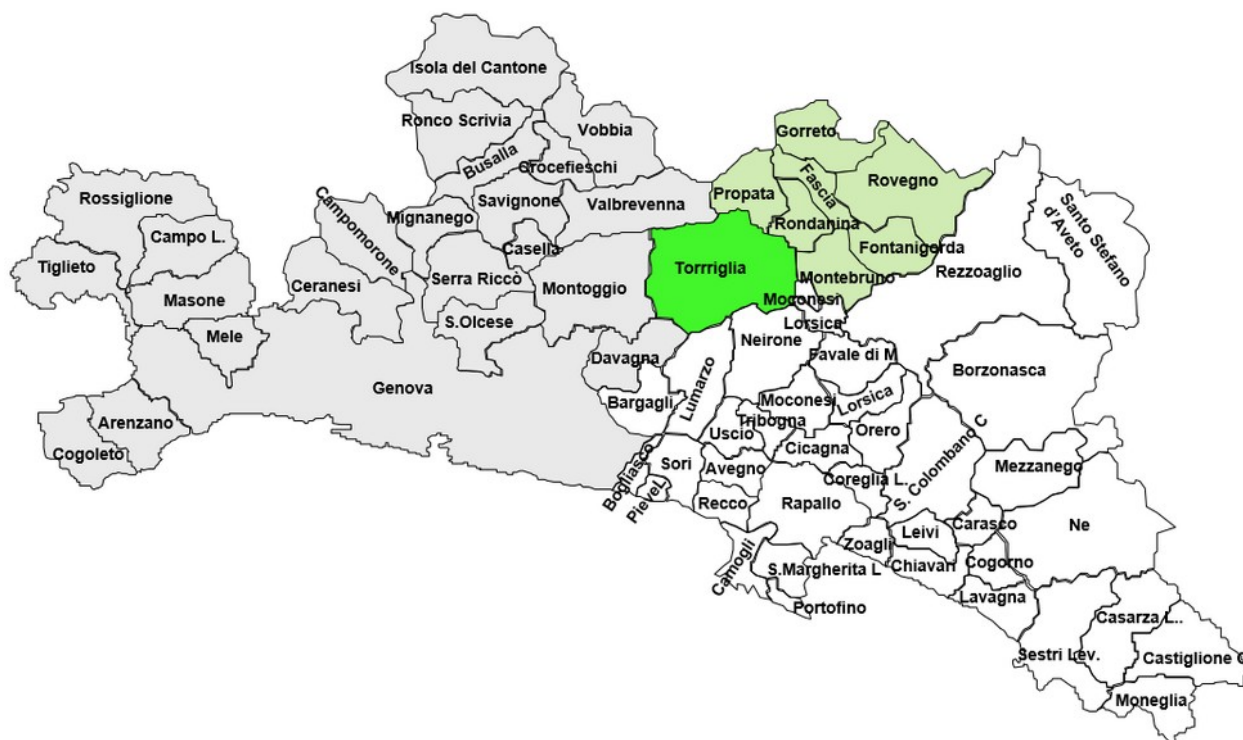 Isola del Cantone
Ronco Scrivia
Vobbia
Busalla
Crocefieschi
Gorreto
Fascia
Rovegno
Propata
Rondanina
Fontanigorda
Montebruno
Torrriglia
Rossiglione
Campo L.
Tiglieto
Masone
Mele
Campomorone
Mignanego
Savignone
Valbrevenna
Casella
Ceranesi
Serra Riccò
Montoggio
S.Olcese
Santo Stefano
d'Aveto
Rezzoaglio
Moconesi
Lorsica
Neirone
Davagna
Favale di M
Borzonasca
Genova
Bargagli
Lumarzo
Moconesi
Lorsica
Tribogna
Uscio
Orero
Cicagna
S. Colombano C
Mezzanego
Arenzano
Cogoleto
Bogliasco
PieveL
Sori
Avegno
Recco
Rapallo
Coreglia L.
Carasco
Ne
Leivi
Zoagli
Chiavari
Cogorno
Camogli
S.Margherita L
Portofino
Lavagna
Casarza L..
Sestri Lev.
Castiglione C
Moneglia